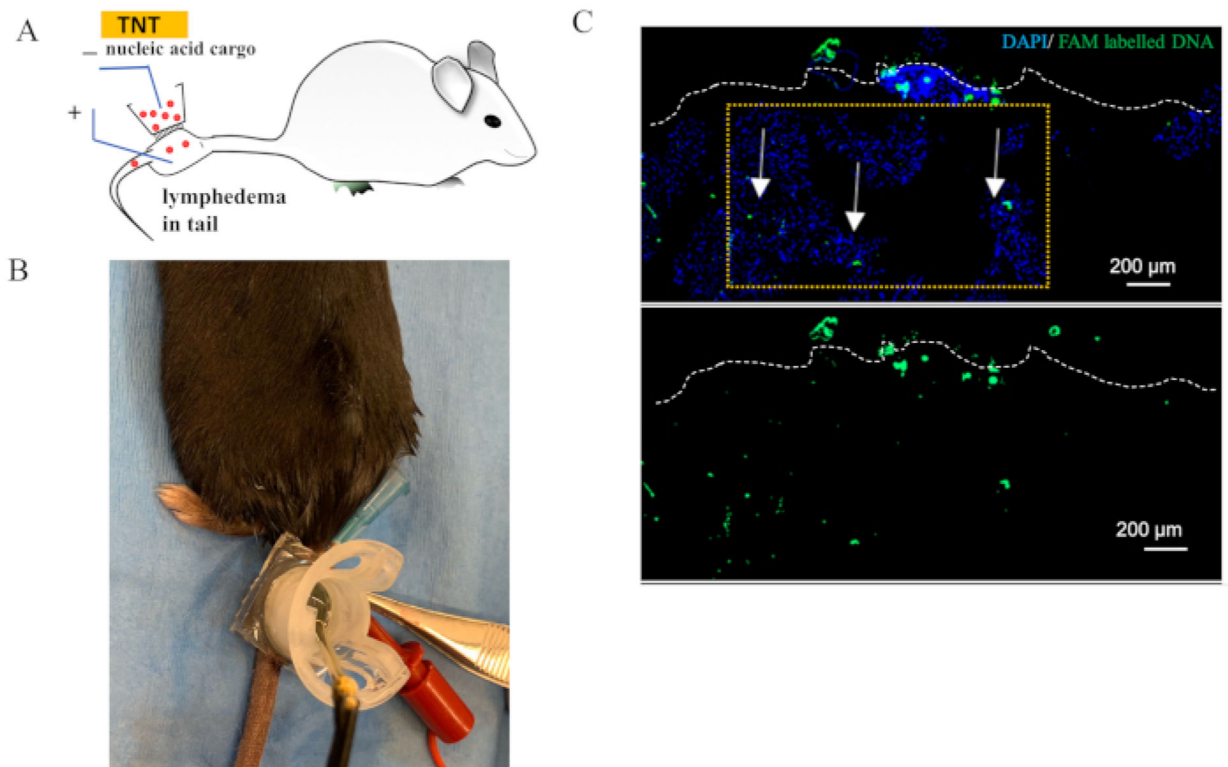 A
TNT
– nucleic acid cargo
+
lymphedema
in tail
B
C
DAPI/ FAM labelled DNA
200 µm
200 µm